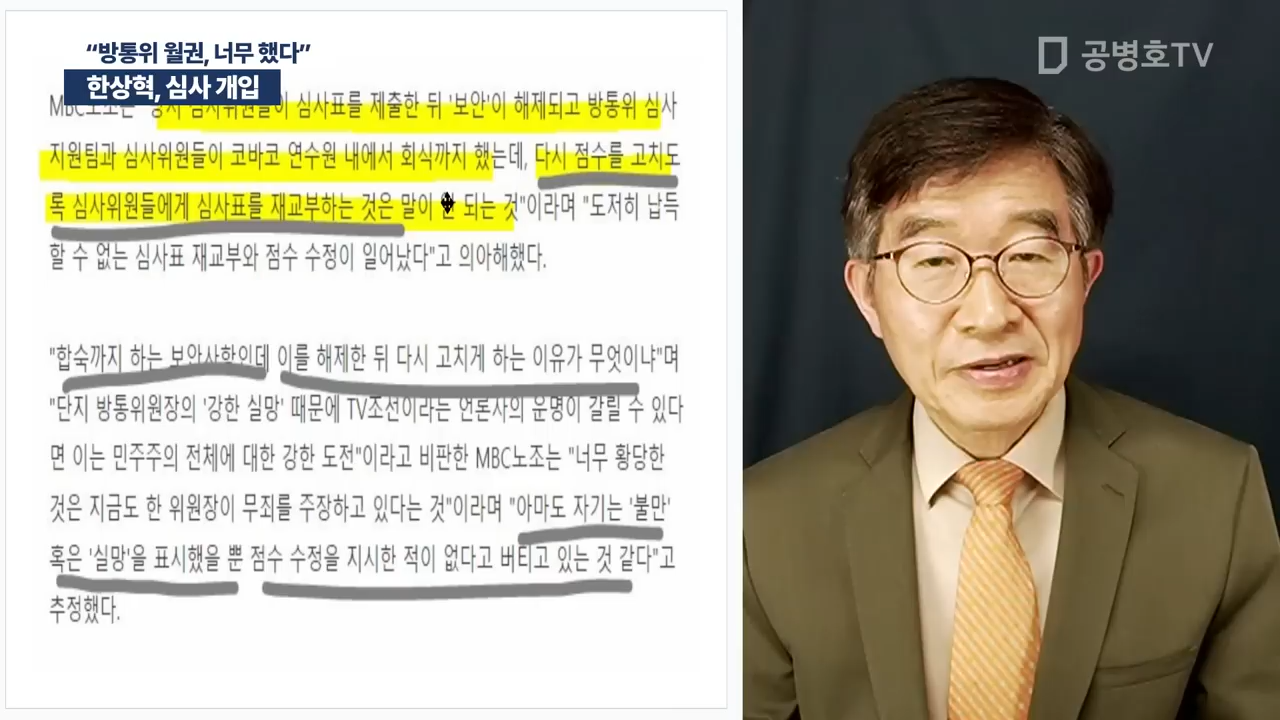 “방통위 월권, 너무 했다”
한상혁, 심사 개입
공병호TV
MBC노조는 심사위원들이 심사표를 제출한 뒤 '보안'이 해제되고 방통위 심사
지원팀과 심사위원들이 코바코 연수원 내에서 회식까지 했는데, 다시 점수를 고치도
록 심사위원들에게 심사표를 재교부하는 것은 말이 안 되는 것"이라며 "도저히 납득
할 수 없는 심사표 재교부와 점수 수정이 일어났다"고 의아해했다.
"합숙까지 하는 보안사항인데 이를 해제한 뒤 다시 고치게 하는 이유가 무엇이냐"며
"단지 방통위원장의 '강한 실망' 때문에 TV조선이라는 언론사의 운명이 갈릴 수 있다
면 이는 민주주의 전체에 대한 강한 도전"이라고 비판한 MBC노조는 "너무 황당한
것은 지금도 한 위원장이 무죄를 주장하고 있다는 것"이라며 "아마도 자기는 '불만'
혹은 '실망'을 표시했을 뿐 점수 수정을 지시한 적이 없다고 버티고 있는 것 같다"고
추정했다.